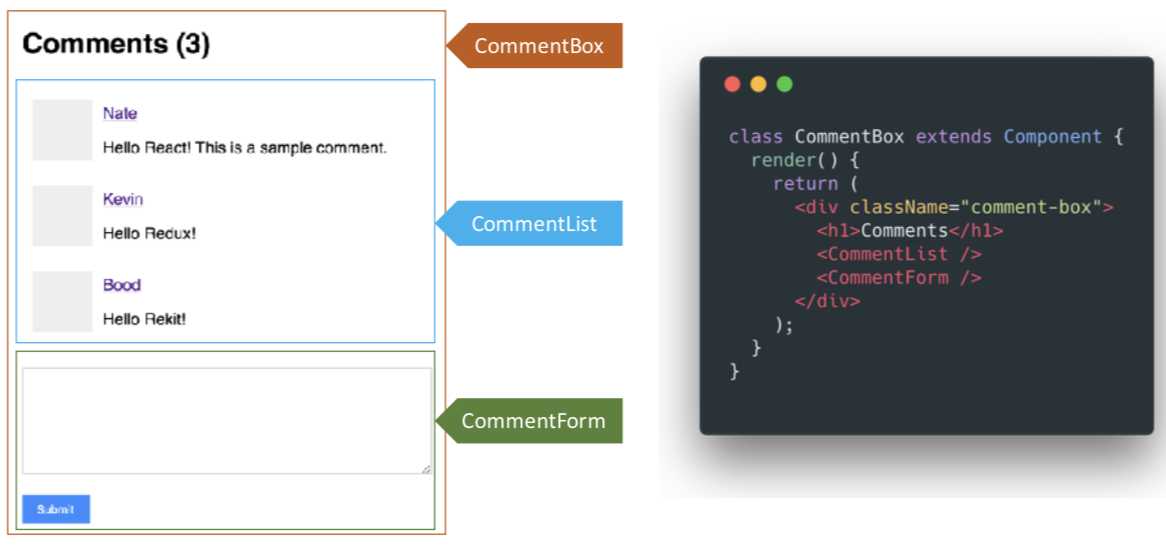 Comments (3)
Nate
Hello React! This is a sample comment.
Kevin
Hello Redux!
Bood
Hello Rekit!
Submit
CommentBox
CommentList
CommentForm
class CommentBox extends Component {
  render() {
    return (
      <div className="comment-box">
        <h1>Comments</h1>
        <CommentList />
        <CommentForm />
      </div>
    );
  }
}